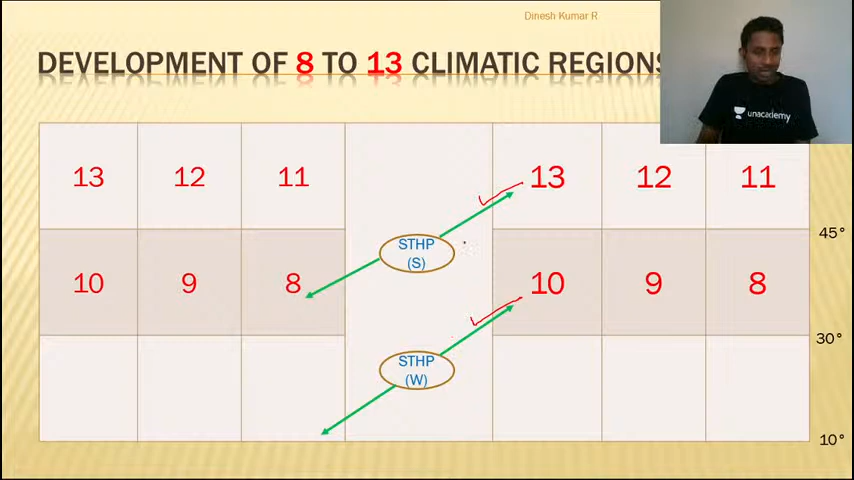 Dinesh Kumar R
DEVELOPMENT OF 8 TO 13 CLIMATIC REGIONS
unacademy
13 12 11 13 12 11
45°
STHP
(S)
10 9 8 10 9 8
30°
STHP
(W)
10°